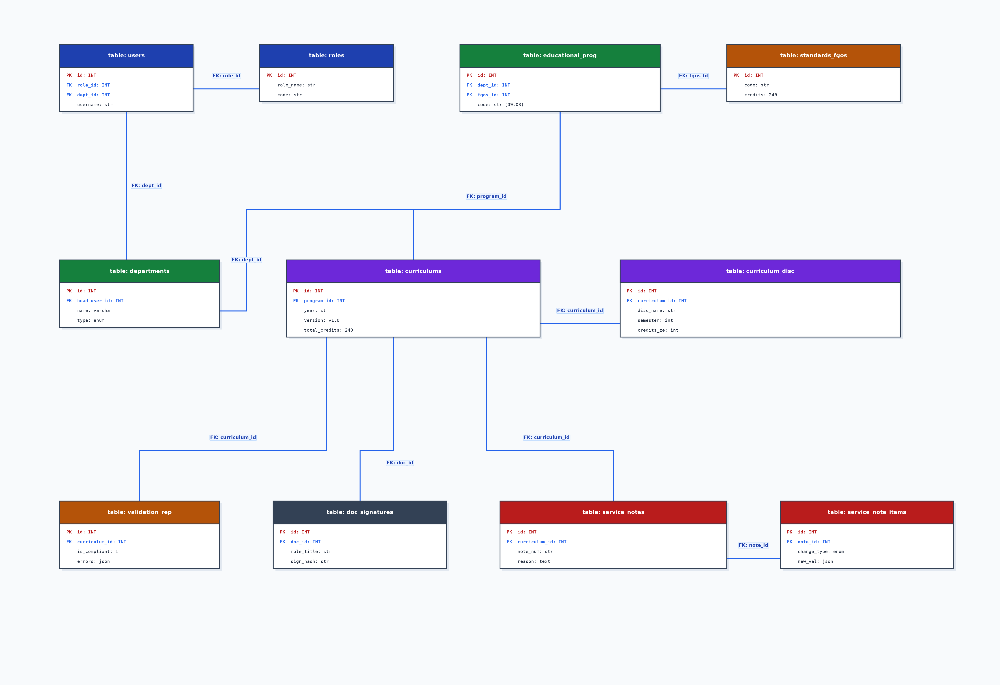 table: users
PK id: INT
FK role_id: INT
FK dept_id: INT
username: str
FK: role_id
table: roles
PK id: INT
role_name: str
code: str
table: educational_prog
PK id: INT
FK dept_id: INT
FK fgos_id: INT
code: str (09.03)
FK: fgos_id
table: standards_fgos
PK id: INT
code: str
credits: 240
FK: dept_id
FK: program_id
FK: dept_id
table: departments
PK id: INT
FK head_user_id: INT
name: varchar
type: enum
table: curriculums
PK id: INT
FK program_id: INT
year: str
version: v1.0
total_credits: 240
FK: curriculum_id
table: curriculum_disc
PK id: INT
FK curriculum_id: INT
disc_name: str
semester: int
credits_ze: int
FK: curriculum_id
FK: doc_id
FK: curriculum_id
table: validation_rep
PK id: INT
FK curriculum_id: INT
is_compliant: 1
errors: json
table: doc_signatures
PK id: INT
FK doc_id: INT
role_title: str
sign_hash: str
table: service_notes
PK id: INT
FK curriculum_id: INT
note_num: str
reason: text
FK: note_id
table: service_note_items
PK id: INT
FK note_id: INT
change_type: enum
new_val: json